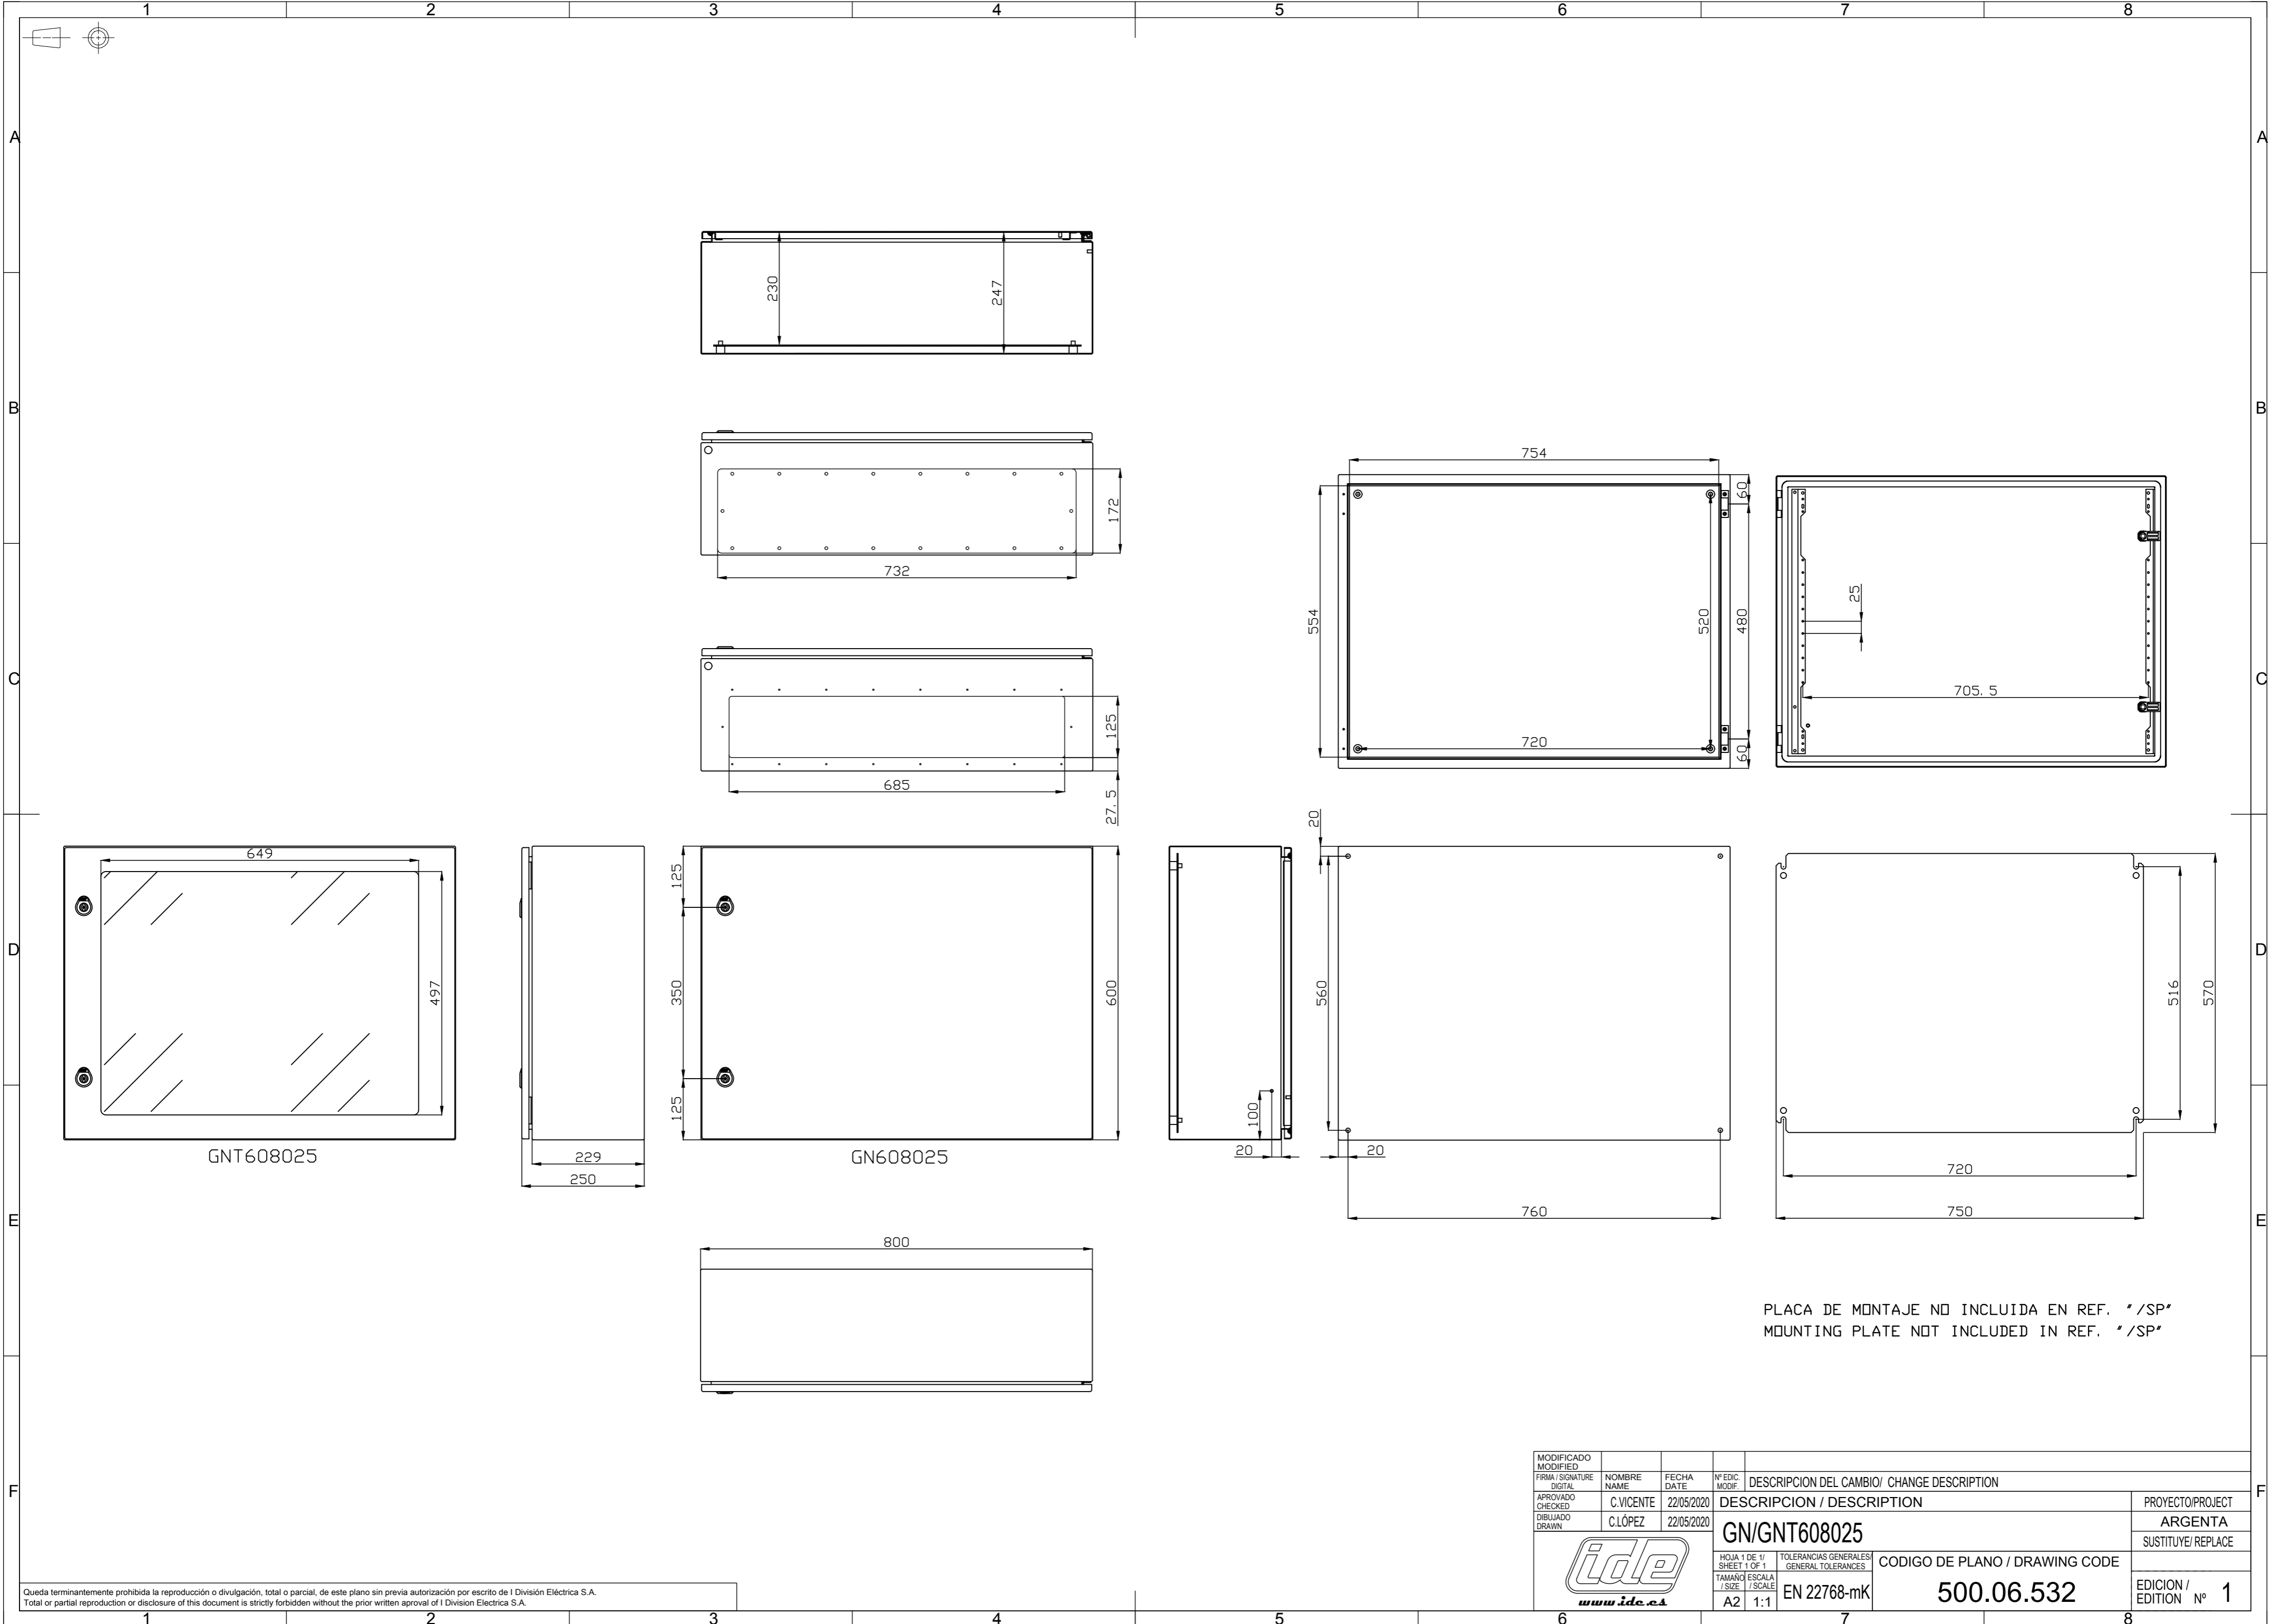 1 2 3 4 5 6 7 8
A A
230
247
B B
172
732
754
60
554
520
480
720
60
25
705. 5
C C
125
685
27. 5
649
497
GNT608025
229
250
125
350
125
600
GN608025
100
20
20
560
20
760
516
570
720
750
D D
E E
800
PLACA DE MONTAJE NO INCLUIDA EN REF. "/SP"
MOUNTING PLATE NOT INCLUDED IN REF. "/SP"
F F
MODIFICADO
MODIFIED
FIRMA / SIGNATURE
DIGITAL
NOMBRE
NAME
FECHA
DATE
Nº EDIC.
MODIF.
DESCRIPCION DEL CAMBIO/ CHANGE DESCRIPTION
APROVADO
CHECKED
C.VICENTE 22/05/2020
DIBUJADO
DRAWN
C.LÓPEZ 22/05/2020
DESCRIPCION / DESCRIPTION
GN/GNT608025
PROYECTO/PROJECT
ARGENTA
SUSTITUYE/ REPLACE
ide
www.ide.es
HOJA 1 DE 1/
SHEET 1 OF 1
TAMAÑO
/ SIZE
A2
ESCALA
/ SCALE
1:1
TOLERANCIAS GENERALES/
GENERAL TOLERANCES
EN 22768-mK
CODIGO DE PLANO / DRAWING CODE
500.06.532
EDICION /
EDITION Nº 1
Queda terminantemente prohibida la reproducción o divulgación, total o parcial, de este plano sin previa autorización por escrito de I División Eléctrica S.A.
Total or partial reproduction or disclosure of this document is strictly forbidden without the prior written aproval of I Division Electrica S.A.
1 2 3 4 5 6 7 8